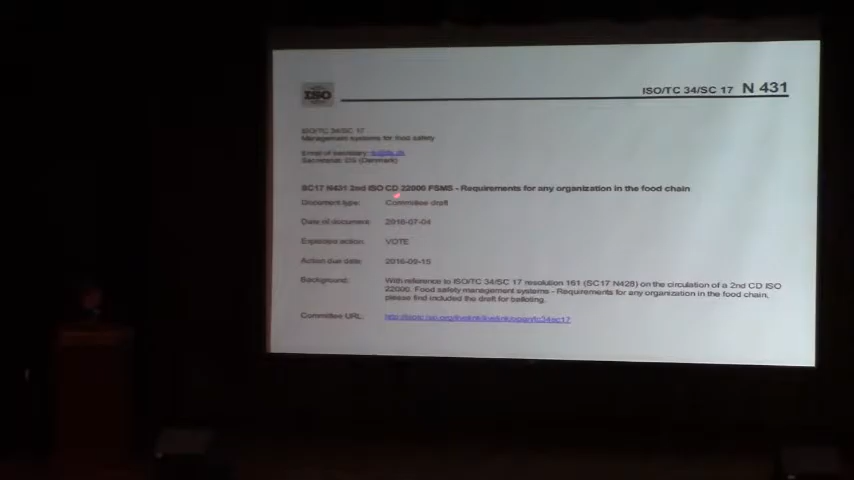 ISO
ISO/TC 34/SC 17 N 431
ISO/TC 34/SC 17
Management systems for food safety
Email of secretary:
Secretariat: DS (Denmark)
SC17 N431 2nd ISO CD 22000 FSMS - Requirements for any organization in the food chain
Document type: Committee draft
Date of document: 2016-07-04
Expected action: VOTE
Action due date: 2016-09-15
Background: With reference to ISO/TC 34/SC 17 resolution 161 (SC17 N428) on the circulation of a 2nd CD ISO
22000, Food safety management systems - Requirements for any organization in the food chain,
please find included the draft for balloting.
Committee URL: